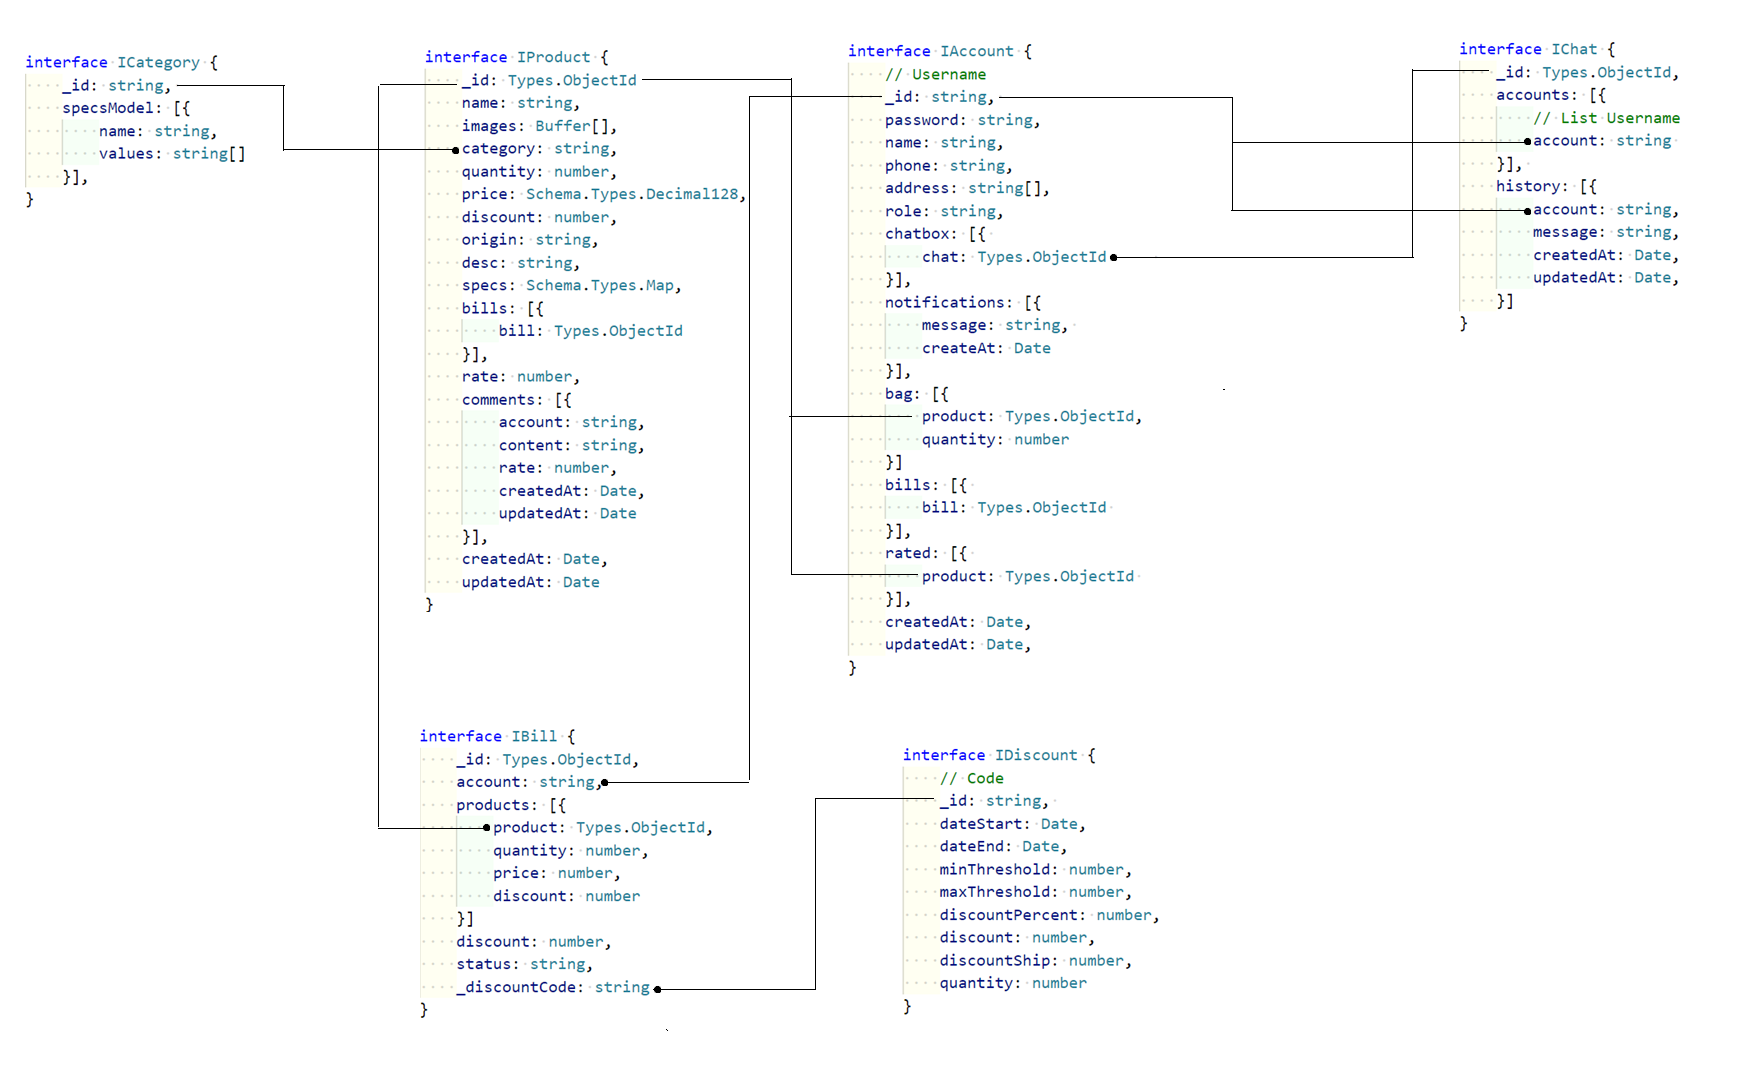 interface ICategory {
_id: string,
specsModel: [{
name: string,
values: string[]
}],
}
interface IProduct {
_id: Types.ObjectId
name: string,
images: Buffer[],
category: string,
quantity: number,
price: Schema.Types.Decimal128,
discount: number,
origin: string,
desc: string,
specs: Schema.Types.Map,
bills: [{
bill: Types.ObjectId
}],
rate: number,
comments: [{
account: string,
content: string,
rate: number,
createdAt: Date,
updatedAt: Date
}],
createdAt: Date,
updatedAt: Date
}
interface IAccount {
// Username
_id: string,
password: string,
name: string,
phone: string,
address: string[],
role: string,
chatbox: [{
chat: Types.ObjectId
}],
notifications: [{
message: string,
createAt: Date
}],
bag: [{
product: Types.ObjectId,
quantity: number
}]
bills: [{
bill: Types.ObjectId
}],
rated: [{
product: Types.ObjectId
}],
createdAt: Date,
updatedAt: Date,
}
interface IChat {
_id: Types.ObjectId,
accounts: [{
// List Username
account: string
}],
history: [{
account: string,
message: string,
createdAt: Date,
updatedAt: Date,
}]
}
interface IBill {
_id: Types.ObjectId,
account: string,
products: [{
product: Types.ObjectId,
quantity: number,
price: number,
discount: number
}]
discount: number,
status: string,
_discountCode: string
}
interface IDiscount {
// Code
_id: string,
dateStart: Date,
dateEnd: Date,
minThreshold: number,
maxThreshold: number,
discountPercent: number,
discount: number,
discountShip: number,
quantity: number
}